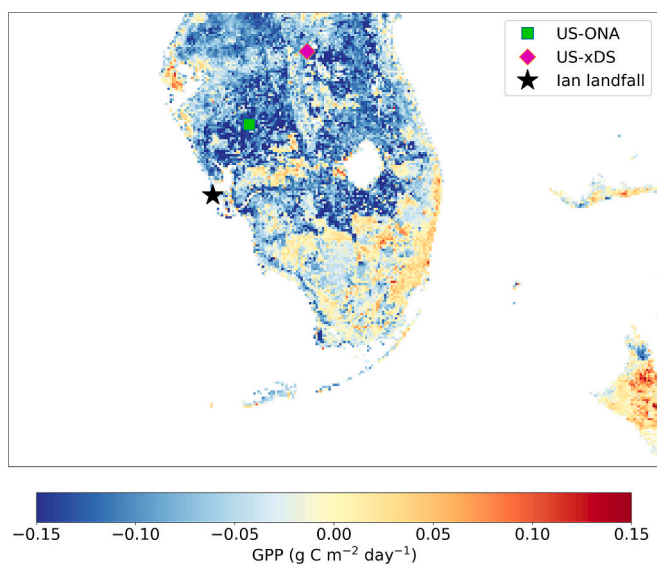 US-ONA
US-xDS
Ian landfall
−0.15 −0.10 −0.05 0.00 0.05 0.10 0.15
GPP (g C m⁻² day⁻¹)